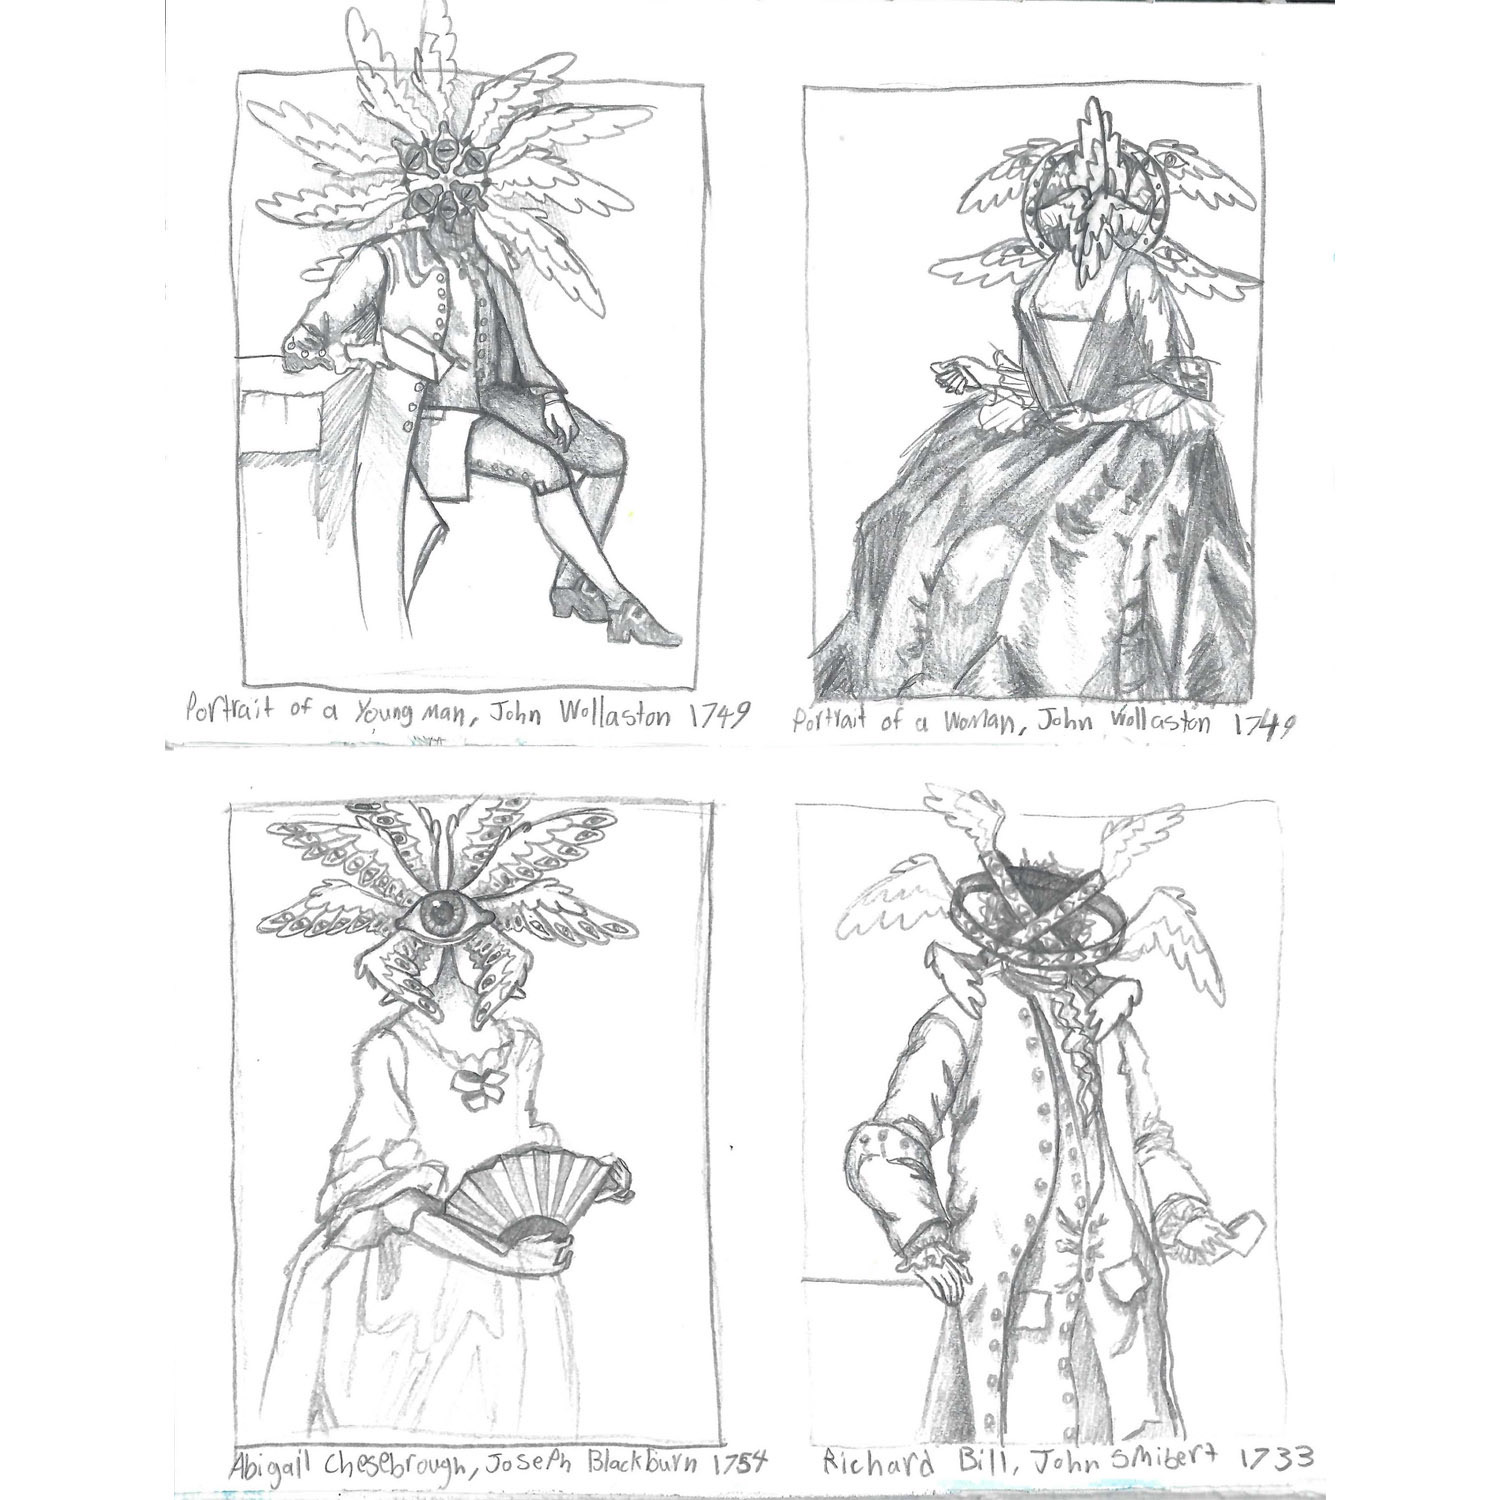 Portrait of a Young man, John Wollaston 1749
Portrait of a Woman, John Wollaston 1749
Abigail Chesebrough, Joseph Blackburn 1754
Richard Bill, John Smibert 1733